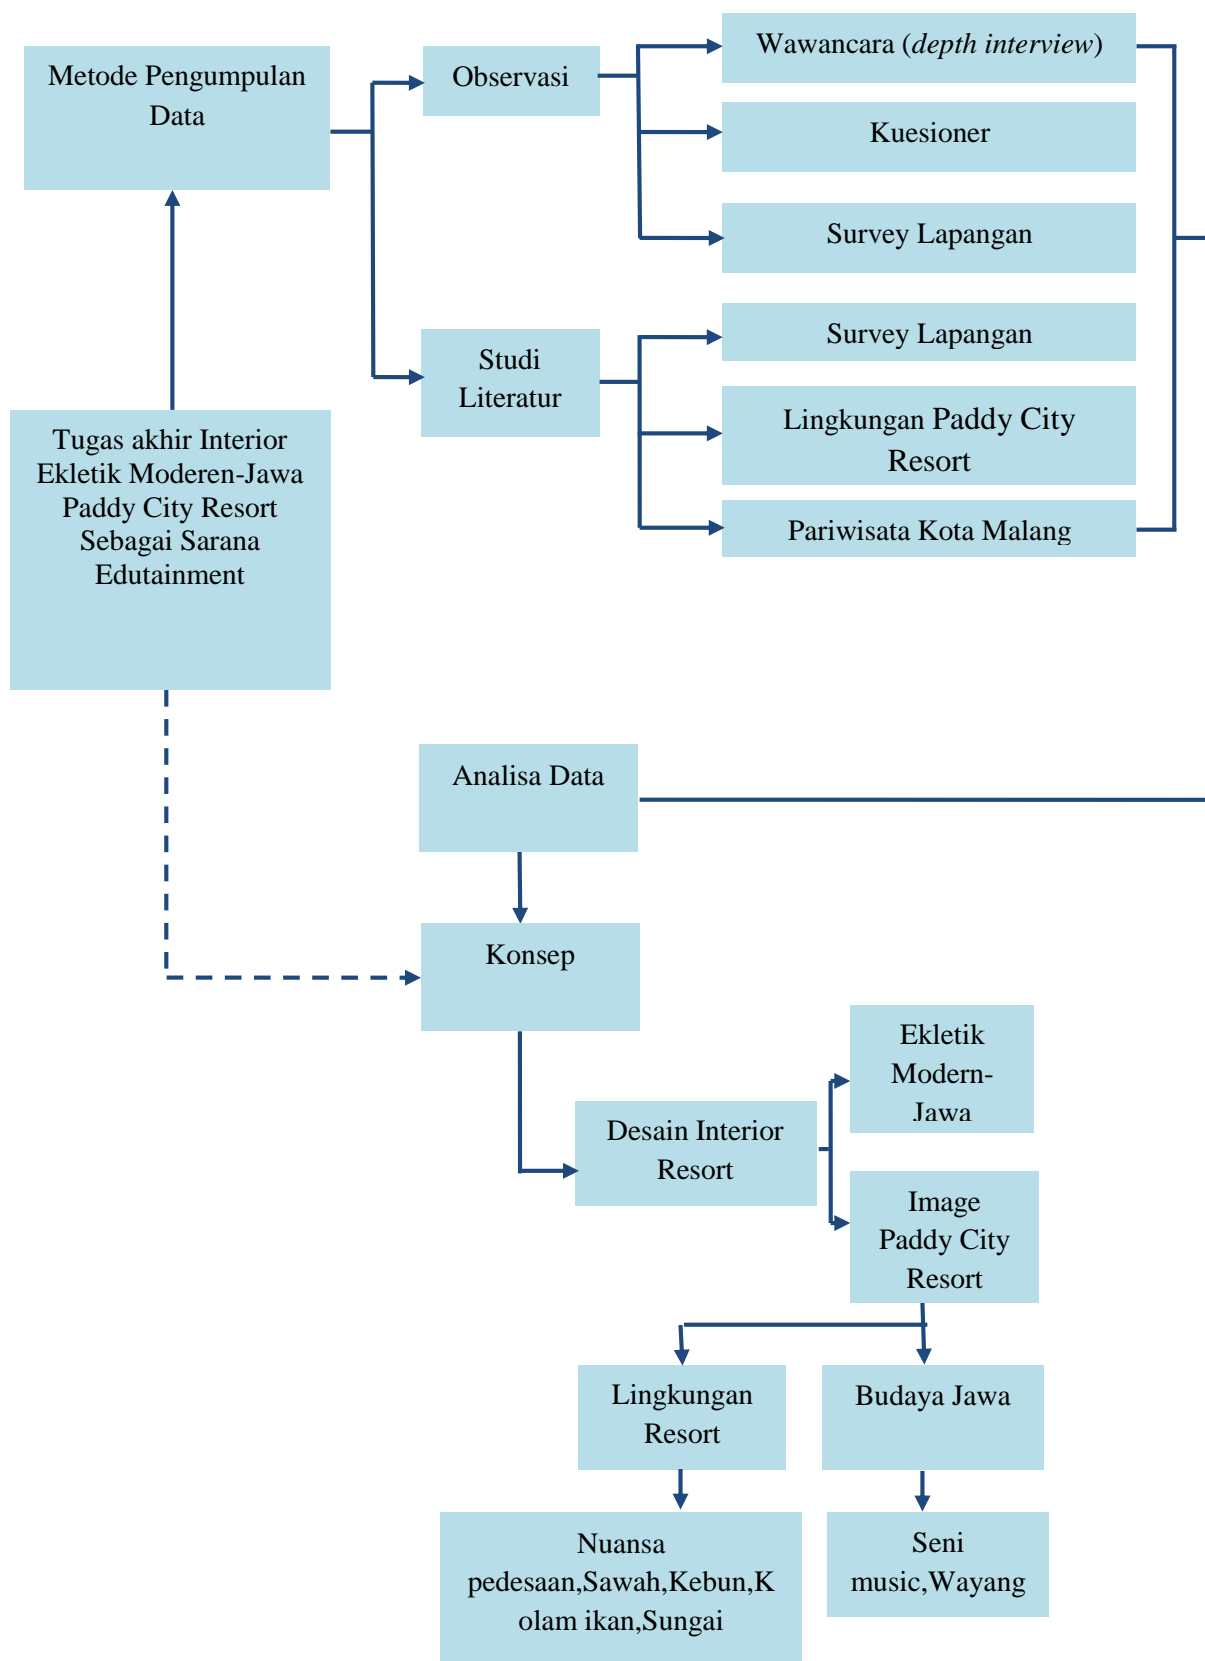 Metode Pengumpulan
Data
Observasi
Wawancara (depth interview)
Kuesioner
Survey Lapangan
Studi
Literatur
Survey Lapangan
Lingkungan Paddy City
Resort
Pariwisata Kota Malang
Tugas akhir Interior
Ekletik Moderen-Jawa
Paddy City Resort
Sebagai Sarana
Edutainment
Analisa Data
Konsep
Desain Interior
Resort
Ekletik
Modern-
Jawa
Image
Paddy City
Resort
Lingkungan
Resort
Budaya Jawa
Nuansa
pedesaan,Sawah,Kebun,K
olam ikan,Sungai
Seni
music,Wayang